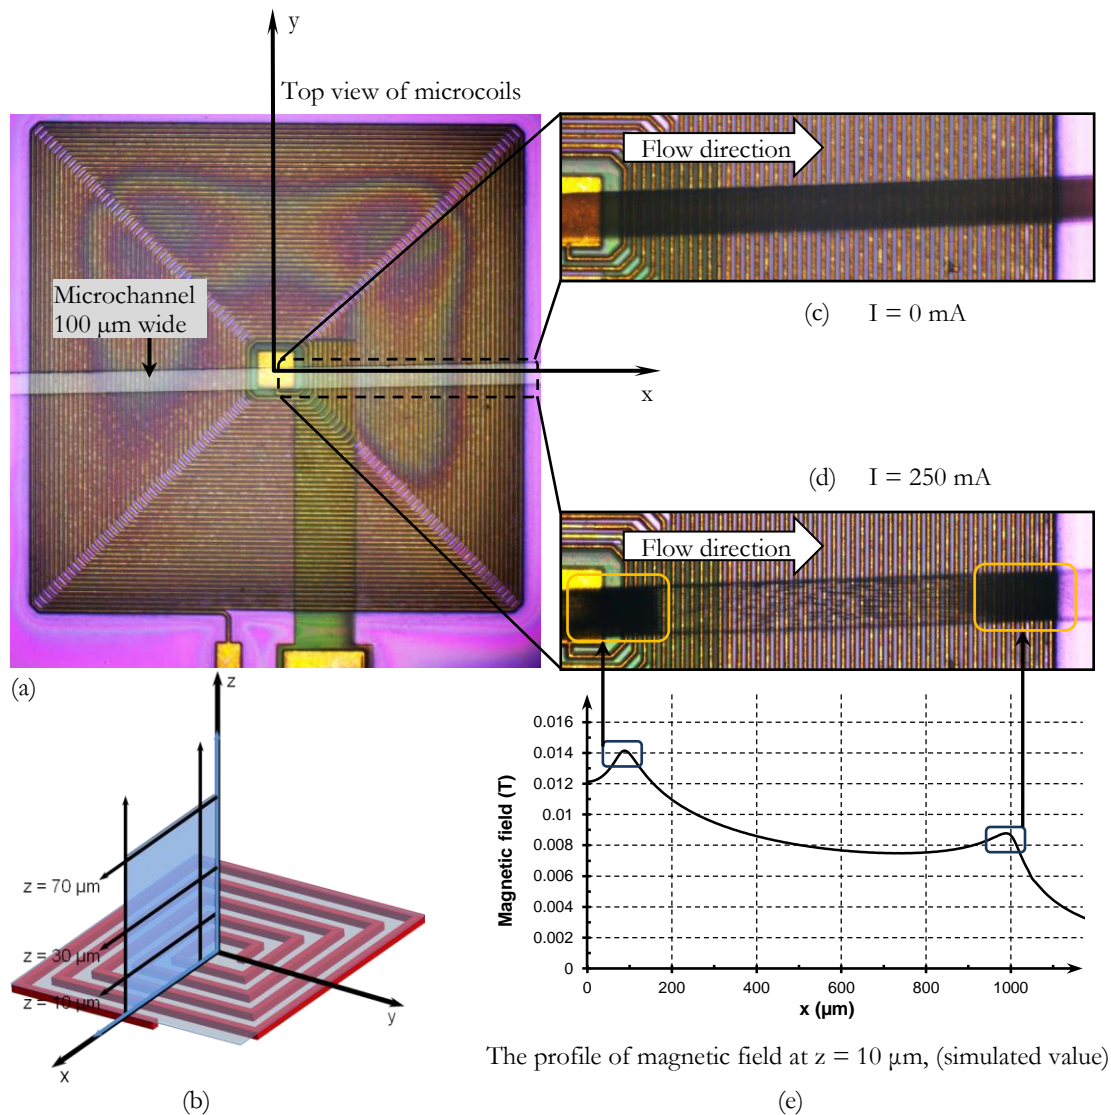 y
Top view of microcoils
Microchannel
100 µm wide
x
(a)
Flow direction
(c) I = 0 mA
(d) I = 250 mA
Flow direction
z
z = 70 µm
z = 30 µm
z = 10 µm
y
x
(b)
Magnetic field (T)
0.016
0.014
0.012
0.01
0.008
0.006
0.004
0.002
0
0 200 400 600 800 1000
x (µm)
The profile of magnetic field at z = 10 µm, (simulated value)
(e)